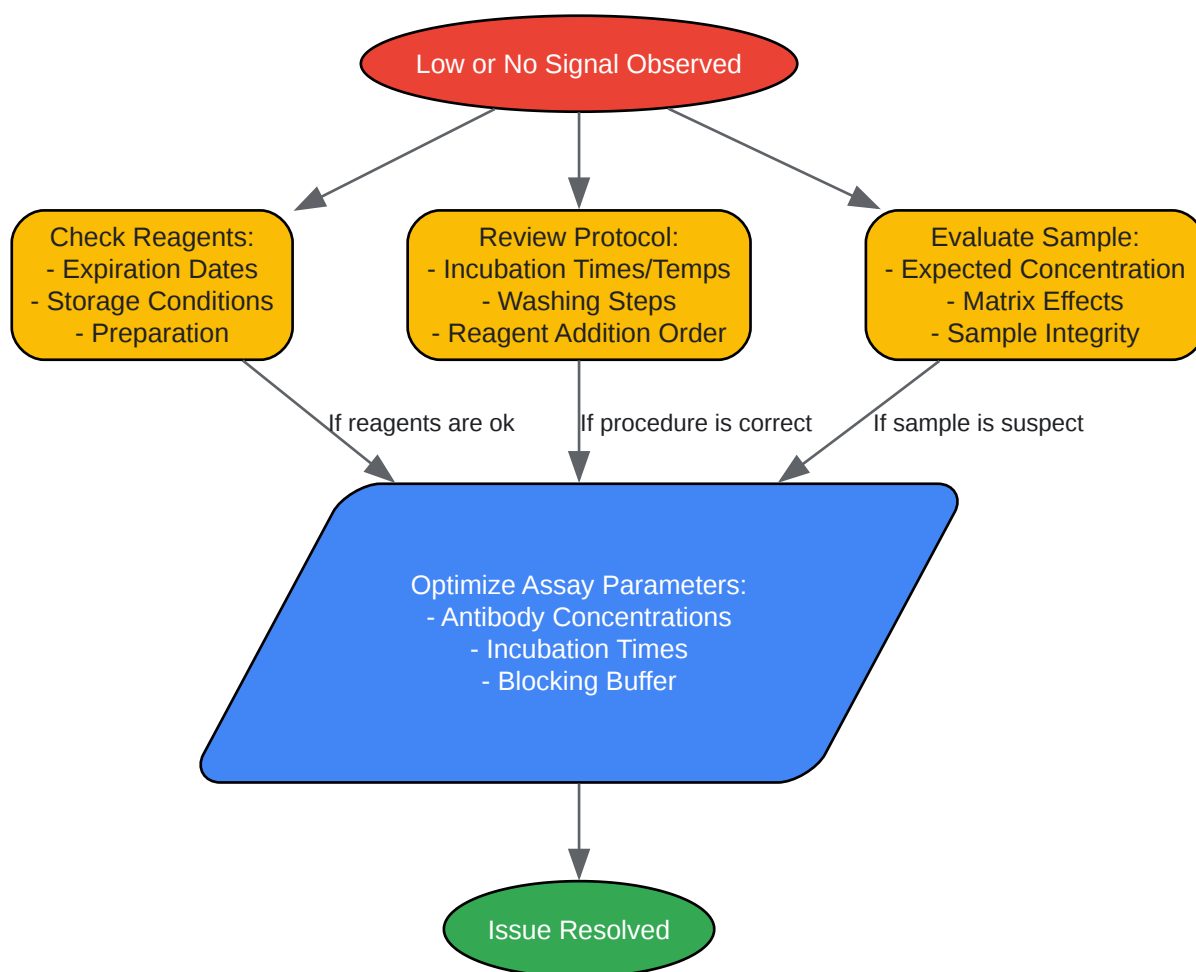 Low or No Signal Observed
Check Reagents:
- Expiration Dates
- Storage Conditions
- Preparation
Review Protocol:
- Incubation Times/Temps
- Washing Steps
- Reagent Addition Order
Evaluate Sample:
- Expected Concentration
- Matrix Effects
- Sample Integrity
If reagents are ok
If procedure is correct
If sample is suspect
Optimize Assay Parameters:
- Antibody Concentrations
- Incubation Times
- Blocking Buffer
Issue Resolved